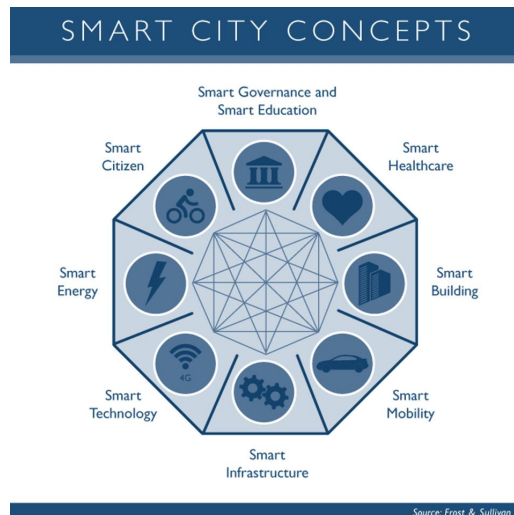 SMART CITY CONCEPTS
Smart Governance and
Smart Education
Smart
Citizen
Smart
Healthcare
Smart
Energy
Smart
Building
4G
Smart
Technology
Smart
Mobility
Smart
Infrastructure
Source: Frost & Sullivan